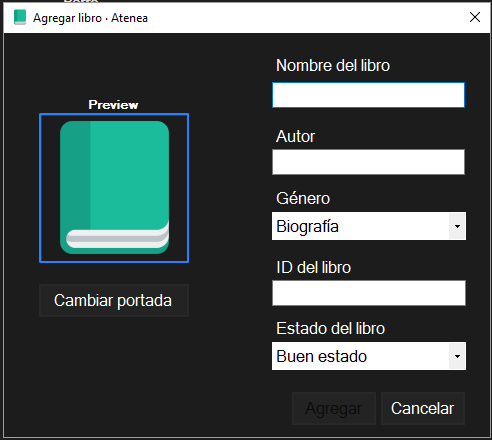 Agregar libro · Atenea
Nombre del libro
Preview
Autor
Género
Biografía
ID del libro
Cambiar portada
Estado del libro
Buen estado
Agregar
Cancelar